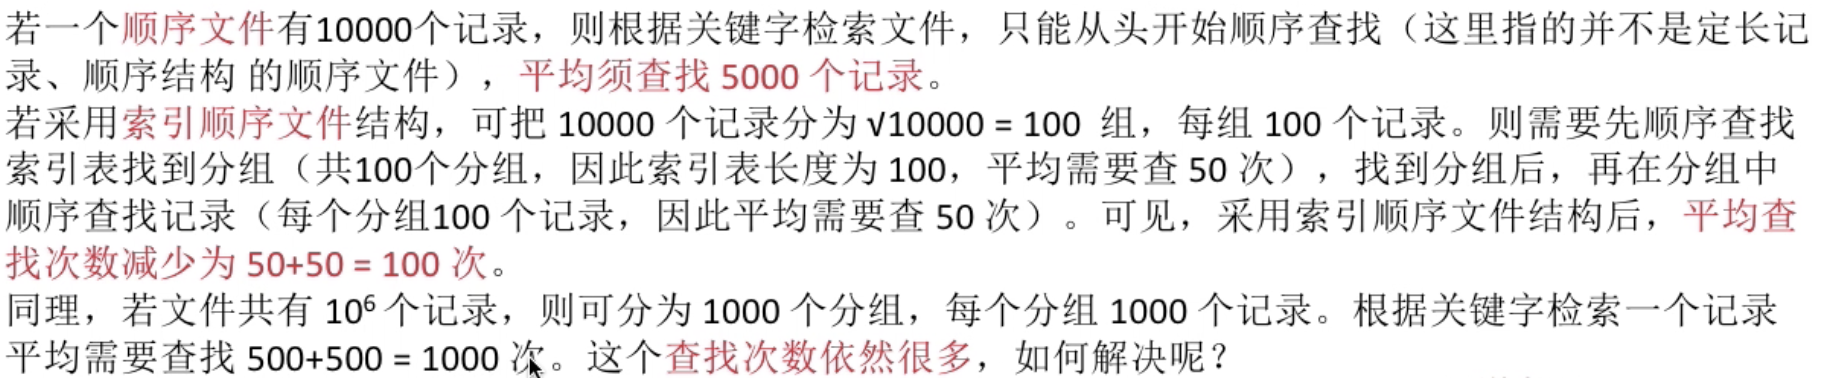 若一个顺序文件有10000个记录，则根据关键字检索文件，只能从头开始顺序查找（这里指的并不是定长记
录、顺序结构 的顺序文件），平均须查找 5000 个记录。
若采用索引顺序文件结构，可把 10000 个记录分为 √10000 = 100 组，每组 100 个记录。则需要先顺序查找
索引表找到分组（共100个分组，因此索引表长度为 100，平均需要查 50 次），找到分组后，再在分组中
顺序查找记录（每个分组100 个记录，因此平均需要查 50 次）。可见，采用索引顺序文件结构后，平均查
找次数减少为 50+50 = 100 次。
同理，若文件共有 10⁶ 个记录，则可分为 1000 个分组，每个分组 1000 个记录。根据关键字检索一个记录
平均需要查找 500+500 = 1000 次。这个查找次数依然很多，如何解决呢？